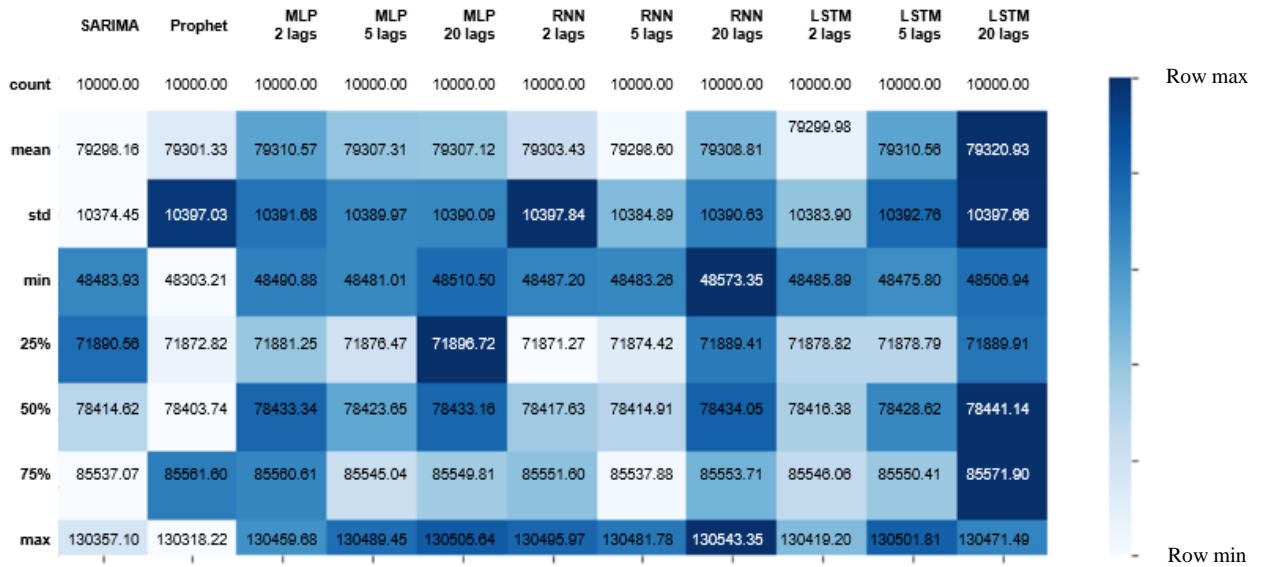 SARIMA Prophet MLP 2 lags MLP 5 lags MLP 20 lags RNN 2 lags RNN 5 lags RNN 20 lags LSTM 2 lags LSTM 5 lags LSTM 20 lags
count 10000.00 10000.00 10000.00 10000.00 10000.00 10000.00 10000.00 10000.00 10000.00 10000.00 10000.00
mean 79298.16 79301.33 79310.57 79307.31 79307.12 79303.43 79298.60 79308.81 79299.98 79310.56 79320.93
std 10374.45 10397.03 10391.68 10389.97 10390.09 10397.84 10384.89 10390.63 10383.90 10392.76 10397.66
min 48483.93 48303.21 48490.88 48481.01 48510.50 48487.20 48483.26 48573.35 48485.89 48475.80 48506.94
25% 71890.56 71872.82 71881.25 71876.47 71896.72 71871.27 71874.42 71889.41 71878.82 71878.79 71889.91
50% 78414.62 78403.74 78433.34 78423.65 78433.16 78417.63 78414.91 78434.05 78416.38 78428.62 78441.14
75% 85537.07 85561.60 85560.61 85545.04 85549.81 85551.60 85537.88 85553.71 85546.06 85550.41 85571.90
max 130357.10 130318.22 130459.68 130489.45 130505.64 130495.97 130481.78 130543.35 130419.20 130501.81 130471.49
Row max
Row min